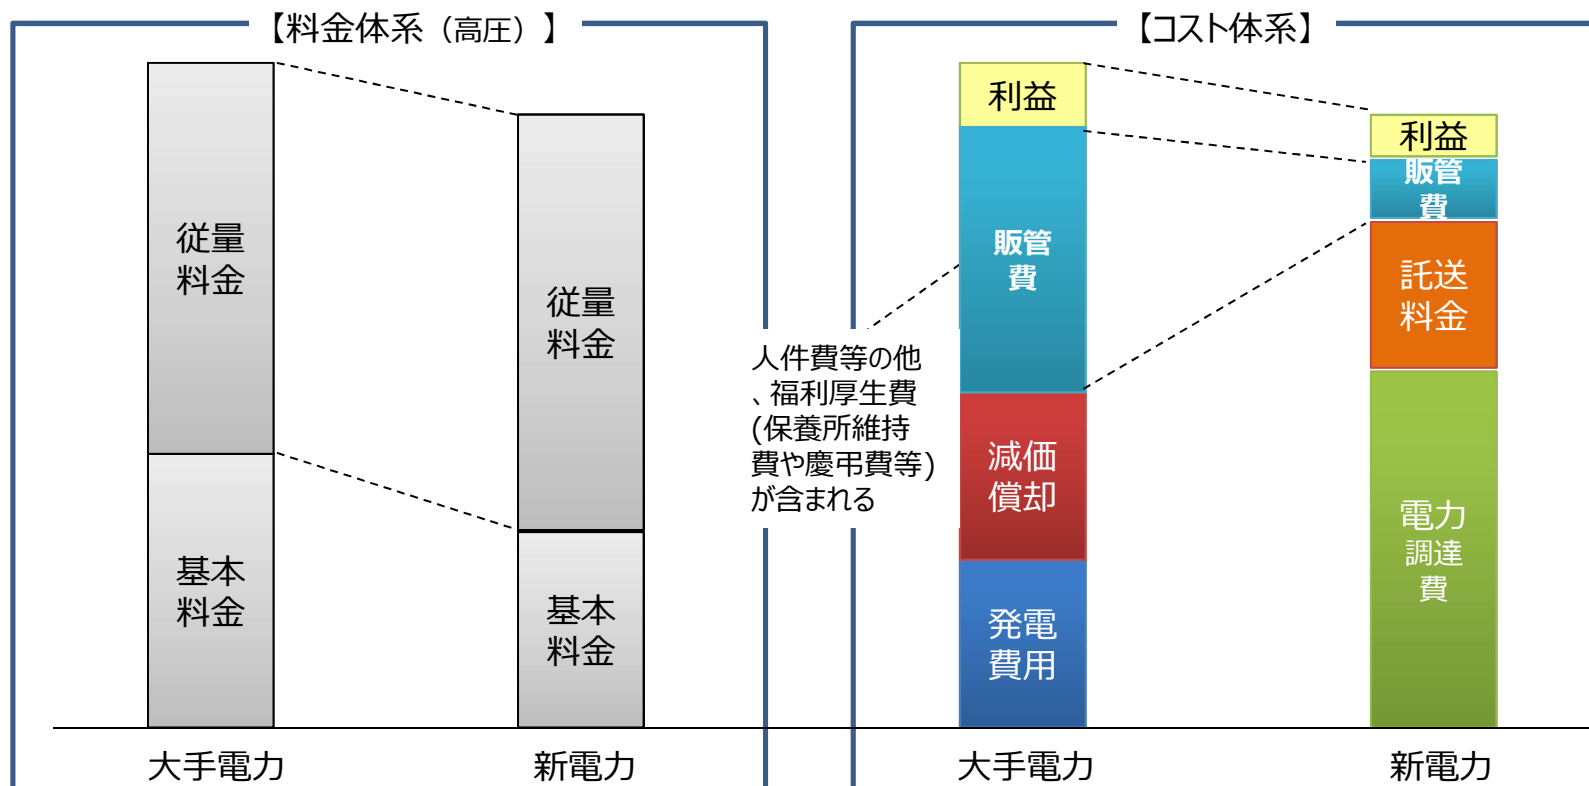 【料金体系（高圧）】
従量
料金
基本
料金
従量
料金
基本
料金
大手電力
新電力
【コスト体系】
人件費等の他
、福利厚生費
(保養所維持
費や慶弔費等)
が含まれる
利益
販管
費
減価
償却
発電
費用
利益
販管
費
託送
料金
電力
調達
費
大手電力
新電力